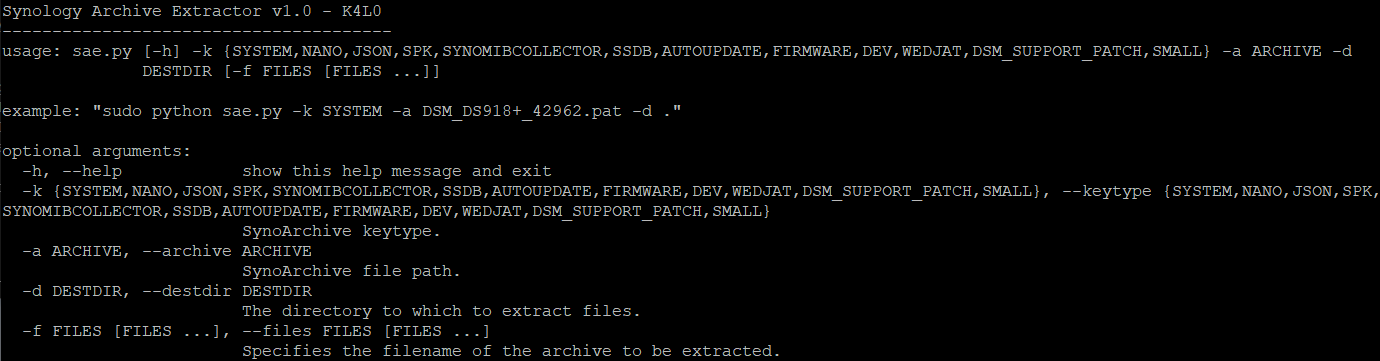 Synology Archive Extractor v1.0 - K4L0
---------------------------------------
usage: sae.py [-h] -k {SYSTEM,NANO,JSON,SPK,SYNOMIBCOLLECTOR,SSDB,AUTOUPDATE,FIRMWARE,DEV,WEDJAT,DSM_SUPPORT_PATCH,SMALL} -a ARCHIVE -d
              DESTDIR [-f FILES [FILES ...]]

example: "sudo python sae.py -k SYSTEM -a DSM_DS918+_42962.pat -d ."

optional arguments:
  -h, --help            show this help message and exit
  -k {SYSTEM,NANO,JSON,SPK,SYNOMIBCOLLECTOR,SSDB,AUTOUPDATE,FIRMWARE,DEV,WEDJAT,DSM_SUPPORT_PATCH,SMALL}, --keytype {SYSTEM,NANO,JSON,SPK,
SYNOMIBCOLLECTOR,SSDB,AUTOUPDATE,FIRMWARE,DEV,WEDJAT,DSM_SUPPORT_PATCH,SMALL}
                        SynoArchive keytype.
  -a ARCHIVE, --archive ARCHIVE
                        SynoArchive file path.
  -d DESTDIR, --destdir DESTDIR
                        The directory to which to extract files.
  -f FILES [FILES ...], --files FILES [FILES ...]
                        Specifies the filename of the archive to be extracted.